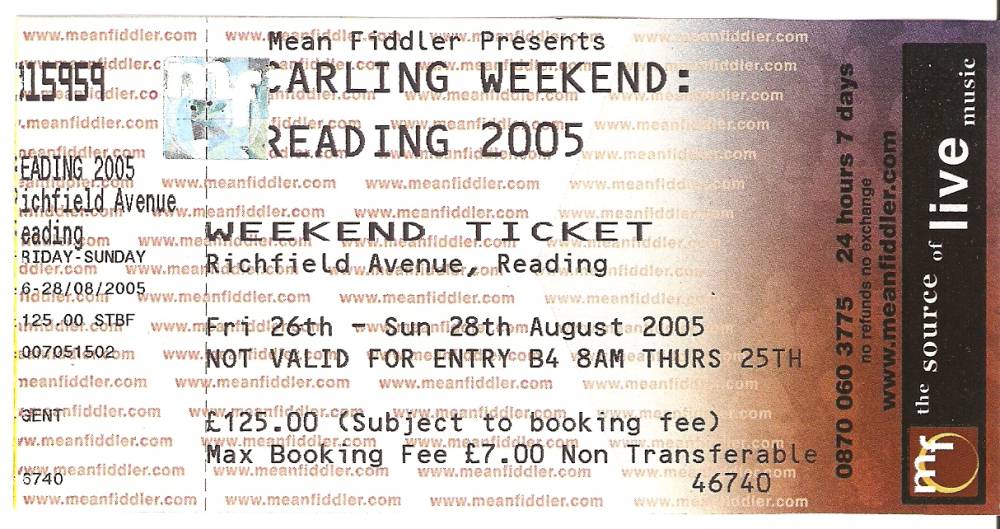 115959
EADING 2005
ichfield Avenue
eading
RIDAY-SUNDAY
6-28/08/2005
125.00 STBF
007051502
GENT
6740
Mean Fiddler Presents
CARLING WEEKEND:
READING 2005
WEEKEND TICKET
Richfield Avenue, Reading
Fri 26th - Sun 28th August 2005
NOT VALID FOR ENTRY B4 8AM THURS 25TH
£125.00 (Subject to booking fee)
Max Booking Fee £7.00 Non Transferable
46740
0870 060 3775 24 hours 7 days
no refunds no exchange
www.meanfiddler.com
the source of live music
mf
www.meanfiddler.com